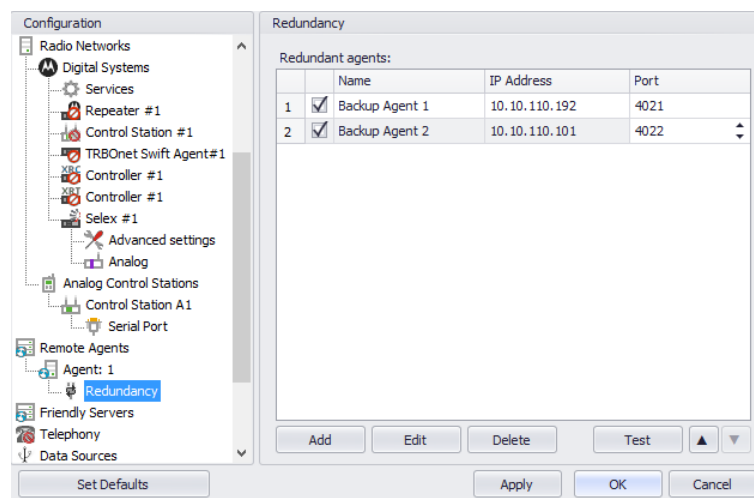 Configuration
Radio Networks
Digital Systems
Services
Repeater #1
Control Station #1
TRBOnet Swift Agent#1
XRC
Controller #1
XRT
Controller #1
Selex #1
Advanced settings
Analog
Analog Control Stations
Control Station A1
Serial Port
Remote Agents
Agent: 1
Redundancy
Friendly Servers
Telephony
Data Sources
Redundancy
Redundant agents:
Name IP Address Port
1 Backup Agent 1 10.10.110.192 4021
2 Backup Agent 2 10.10.110.101 4022
Add Edit Delete Test
Set Defaults Apply OK Cancel